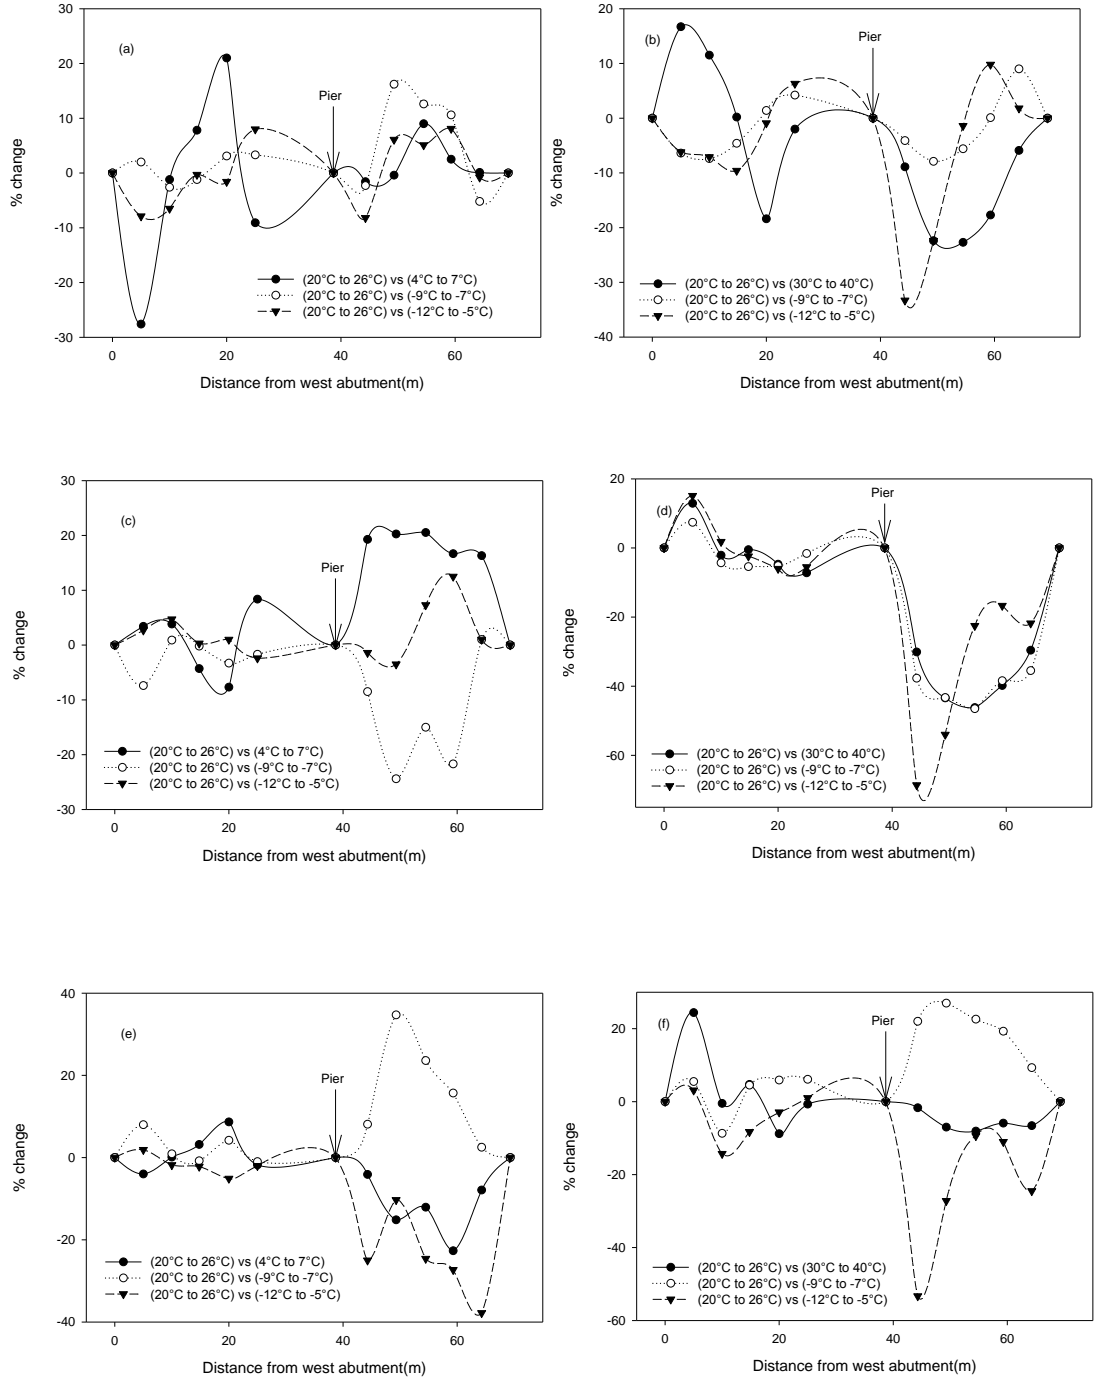 (a)
Pier
30
20
10
0
-10
-20
-30
% change
(20°C to 26°C) vs (4°C to 7°C)
(20°C to 26°C) vs (-9°C to -7°C)
(20°C to 26°C) vs (-12°C to -5°C)
0 20 40 60
Distance from west abutment(m)
(b)
Pier
20
10
0
-10
-20
-30
-40
% change
(20°C to 26°C) vs (30°C to 40°C)
(20°C to 26°C) vs (-9°C to -7°C)
(20°C to 26°C) vs (-12°C to -5°C)
0 20 40 60
Distance from west abutment(m)
(c)
Pier
30
20
10
0
-10
-20
-30
% change
(20°C to 26°C) vs (4°C to 7°C)
(20°C to 26°C) vs (-9°C to -7°C)
(20°C to 26°C) vs (-12°C to -5°C)
0 20 40 60
Distance from west abutment(m)
(d)
Pier
20
0
-20
-40
-60
% change
(20°C to 26°C) vs (30°C to 40°C)
(20°C to 26°C) vs (-9°C to -7°C)
(20°C to 26°C) vs (-12°C to -5°C)
0 20 40 60
Distance from west abutment(m)
(e)
Pier
40
20
0
-20
-40
% change
(20°C to 26°C) vs (4°C to 7°C)
(20°C to 26°C) vs (-9°C to -7°C)
(20°C to 26°C) vs (-12°C to -5°C)
0 20 40 60
Distance from west abutment(m)
(f)
Pier
20
0
-20
-40
-60
% change
(20°C to 26°C) vs (30°C to 40°C)
(20°C to 26°C) vs (-9°C to -7°C)
(20°C to 26°C) vs (-12°C to -5°C)
0 20 40 60
Distance from west abutment(m)